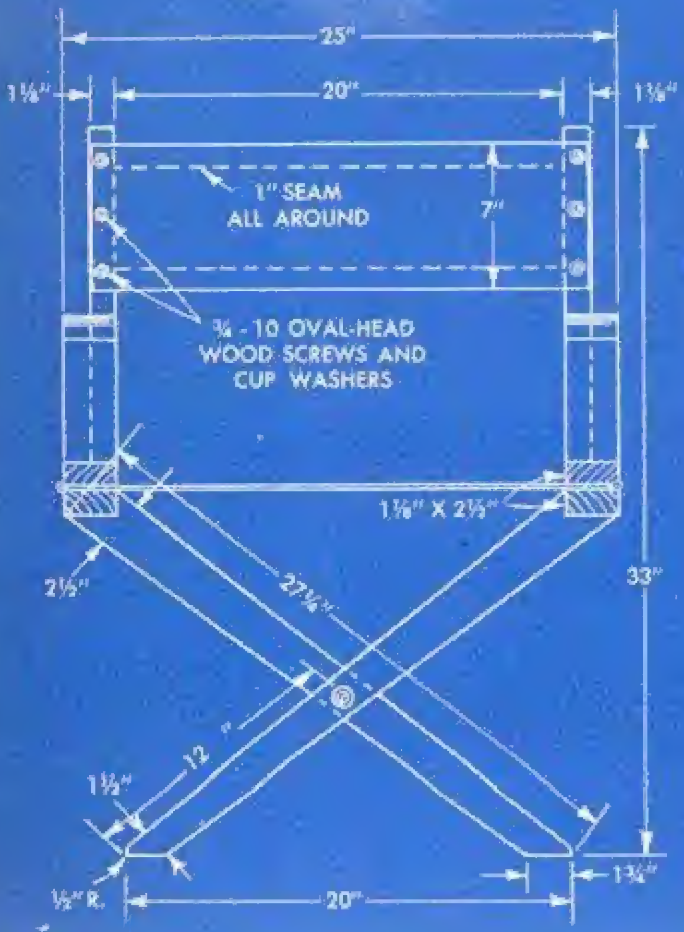 25"
1⅛"
20"
1⅛"
1" SEAM
ALL AROUND
7"
¾ - 10 OVAL-HEAD
WOOD SCREWS AND
CUP WASHERS
1⅛" X 2½"
2½"
27¾"
33"
12 "
1½"
½" R.
20"
1¾"